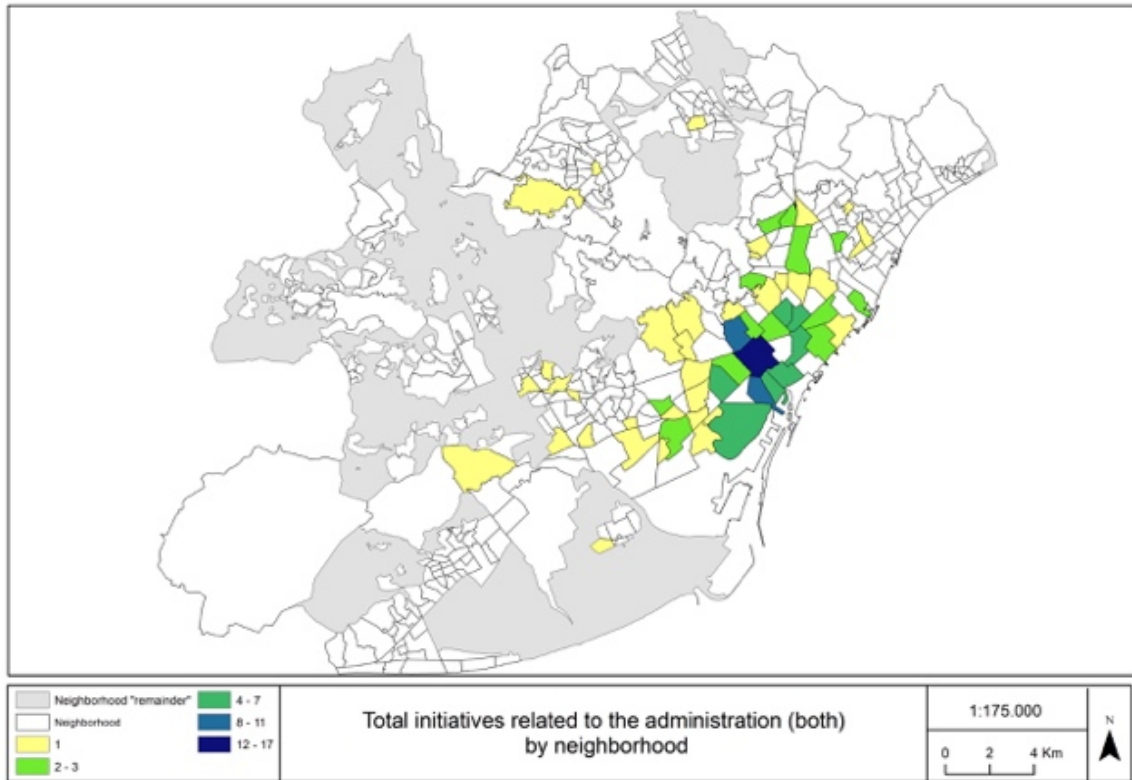 Neighborhood "remainder"
Neighborhood
1
2 - 3
4 - 7
8 - 11
12 - 17
Total initiatives related to the administration (both)
by neighborhood
1:175.000
0 2 4 Km
N